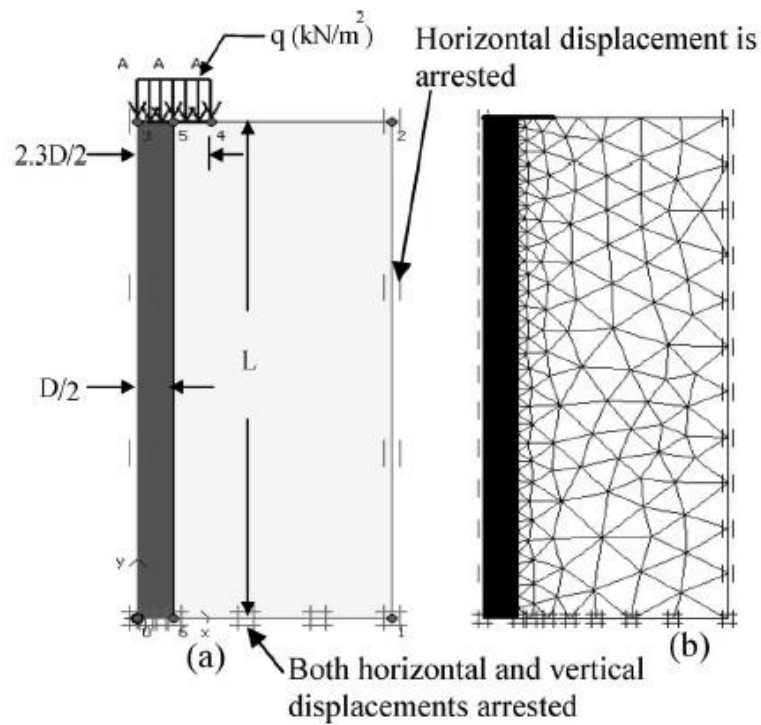 q (kN/m²)
Horizontal displacement is
arrested
A A A
3 5 4 2
2.3D/2
L
D/2
y
0 6 x 1
(a)
(b)
Both horizontal and vertical
displacements arrested